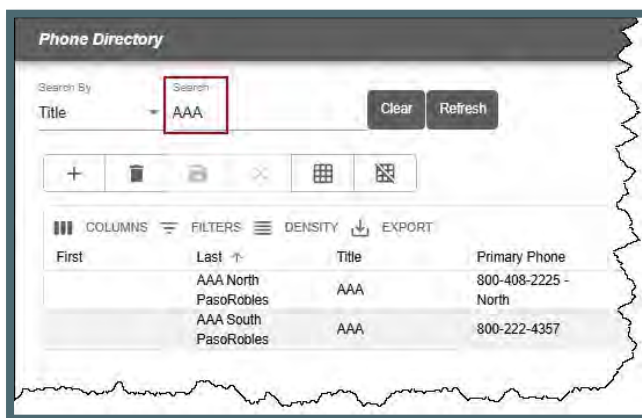 Phone Directory
Search By Search
Title AAA Clear Refresh
COLUMNS FILTERS DENSITY EXPORT
First Last Title Primary Phone
AAA North PasoRobles AAA 800-408-2225 - North
AAA South PasoRobles AAA 800-222-4357